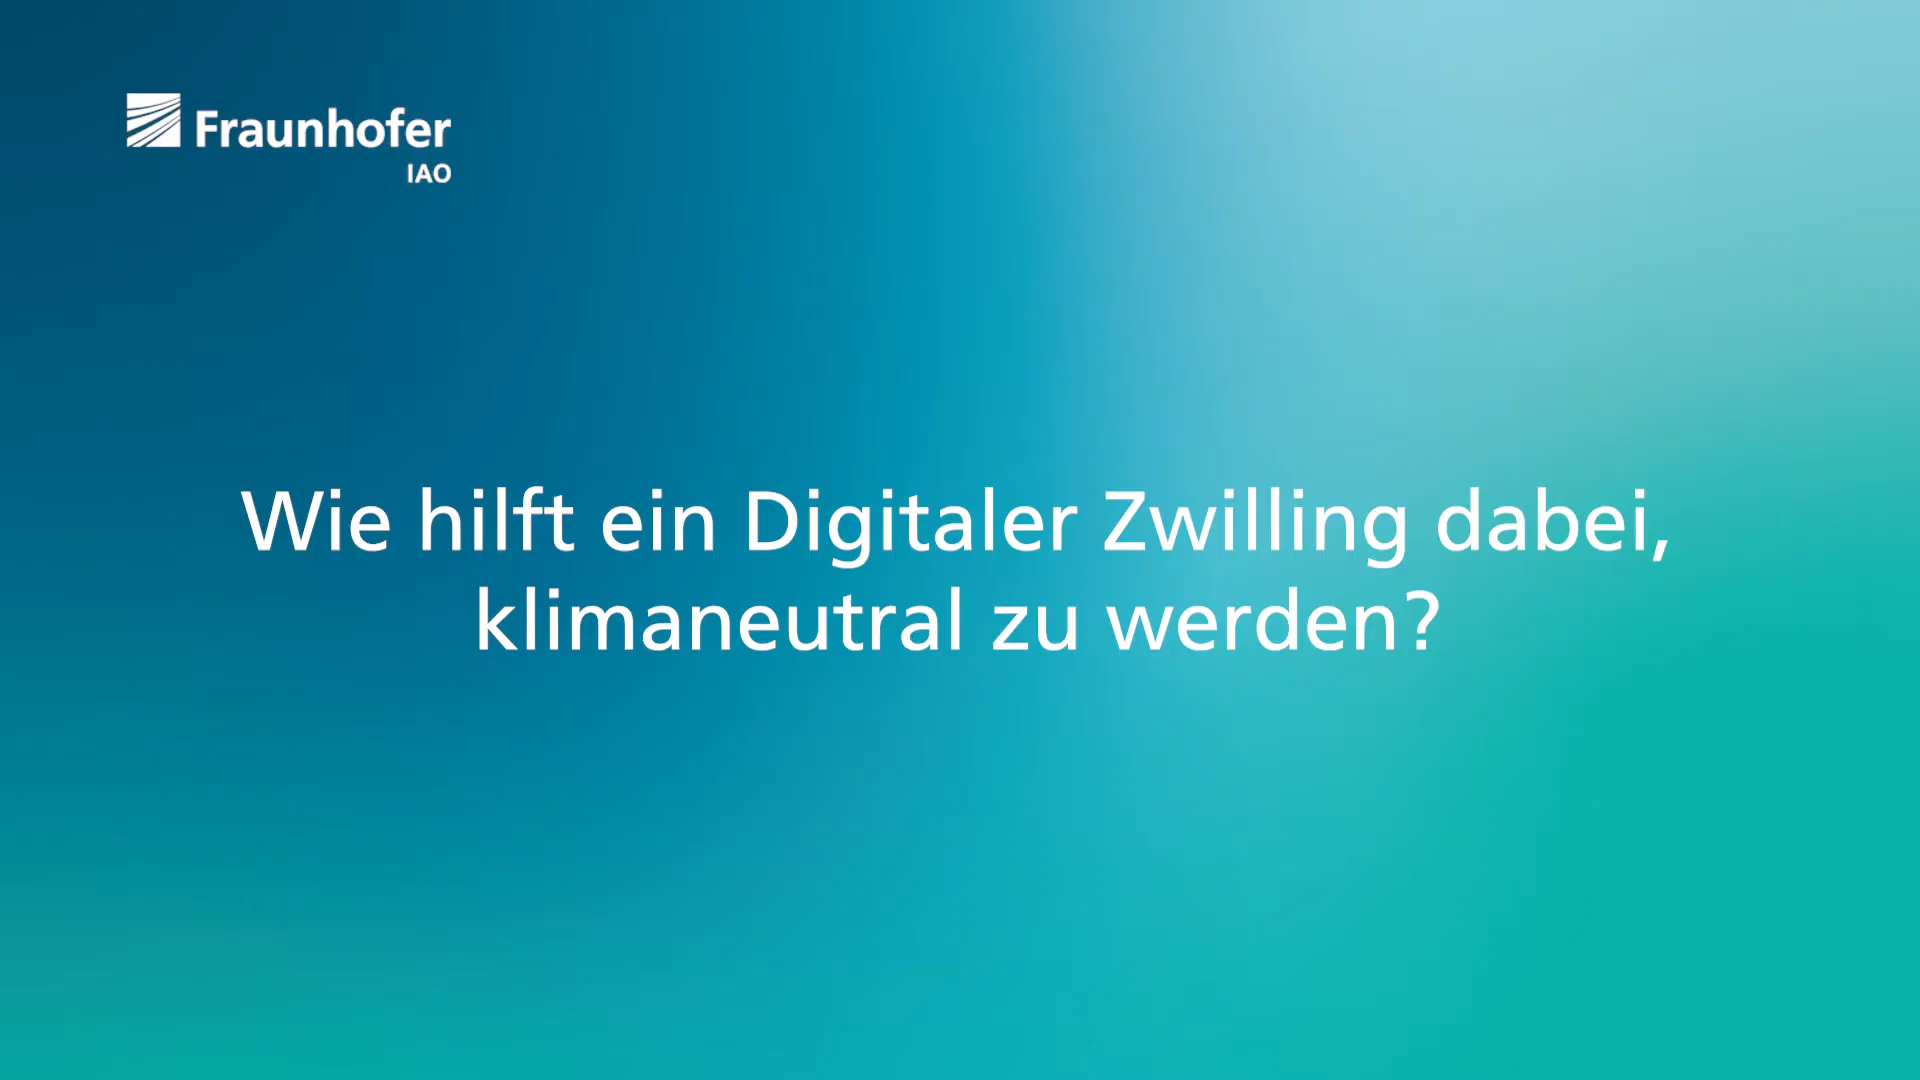 Fraunhofer
IAO
Wie hilft ein Digitaler Zwilling dabei,
klimaneutral zu werden?